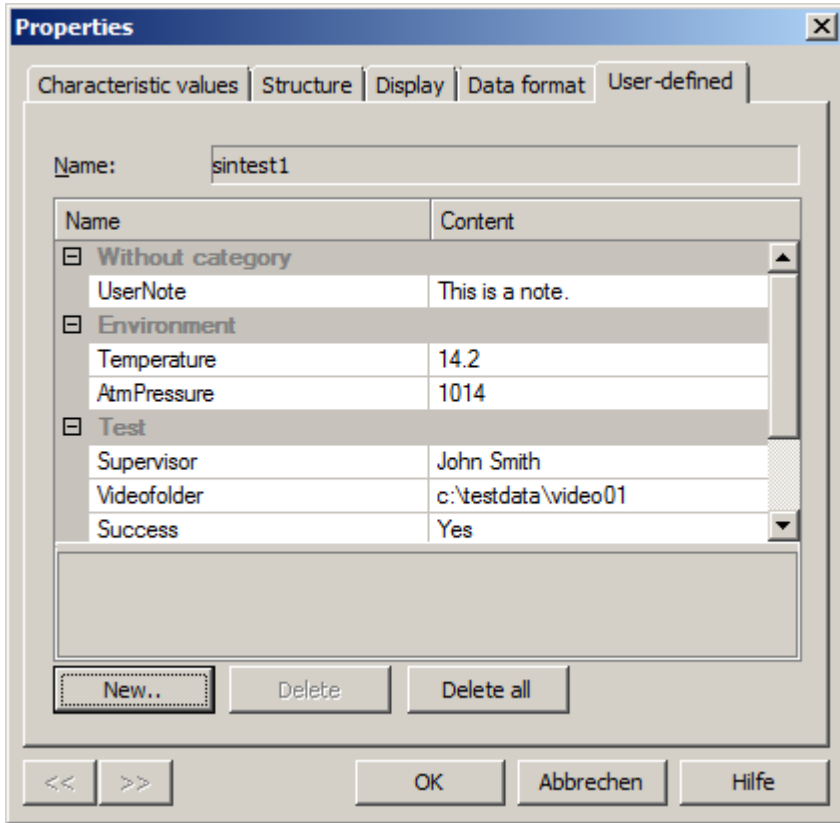 Properties
Characteristic values Structure Display Data format User-defined
Name: sintest1
Name Content
Without category
UserNote This is a note.
Environment
Temperature 14.2
AtmPressure 1014
Test
Supervisor John Smith
Videofolder c:\testdata\video01
Success Yes
New.. Delete Delete all
<< >> OK Abbrechen Hilfe